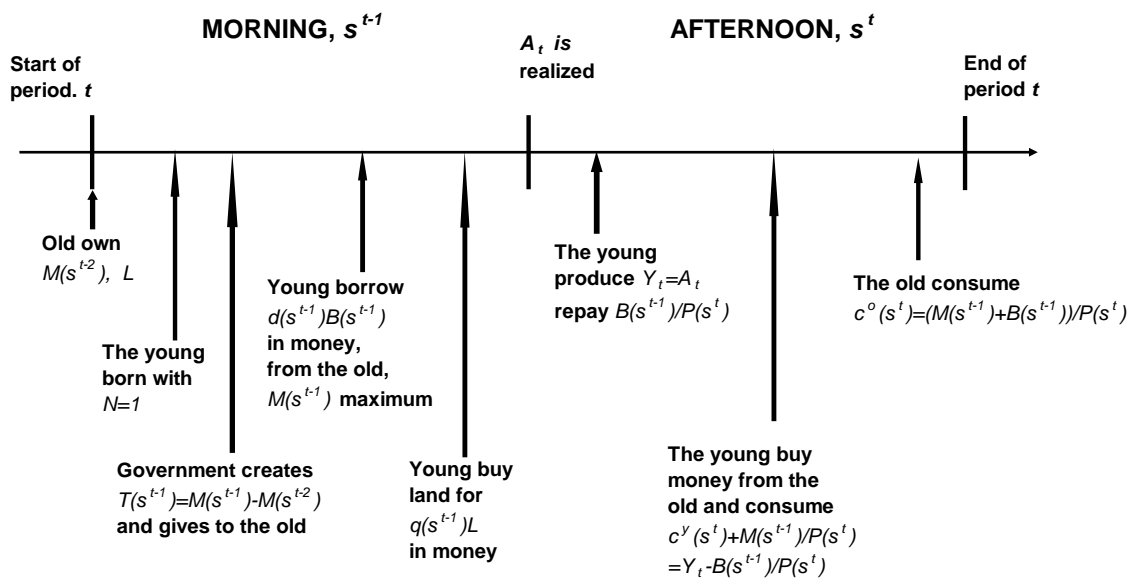 MORNING, s^{t-1}
A_t is
realized
AFTERNOON, s^t
Start of
period. t
End of
period t
Old own
M(s^{t-2}), L
The young
born with
N=1
Government creates
T(s^{t-1})=M(s^{t-1})-M(s^{t-2})
and gives to the old
Young borrow
d(s^{t-1})B(s^{t-1})
in money,
from the old,
M(s^{t-1}) maximum
Young buy
land for
q(s^{t-1})L
in money
The young
produce Y_t=A_t
repay B(s^{t-1})/P(s^t)
The young buy
money from the
old and consume
c^y(s^t)+M(s^{t-1})/P(s^t)
=Y_t-B(s^{t-1})/P(s^t)
The old consume
c^o(s^t)=(M(s^{t-1})+B(s^{t-1}))/P(s^t)